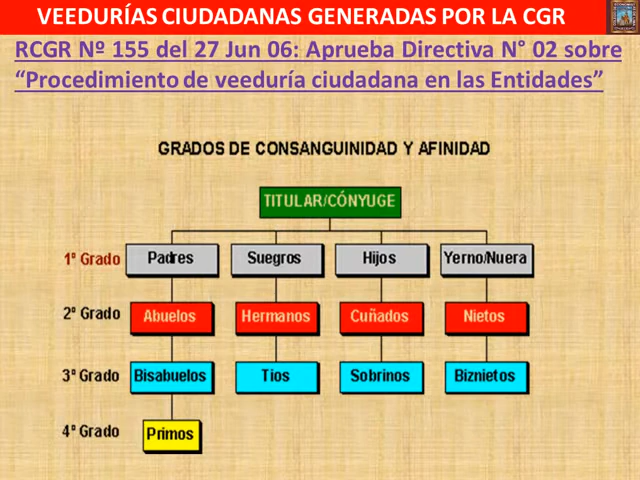 VEEDURÍAS CIUDADANAS GENERADAS POR LA CGR
RCGR Nº 155 del 27 Jun 06: Aprueba Directiva N° 02 sobre
“Procedimiento de veeduría ciudadana en las Entidades”
GRADOS DE CONSANGUINIDAD Y AFINIDAD
TITULAR/CÓNYUGE
1º Grado Padres Suegros Hijos Yerno/Nuera
2º Grado Abuelos Hermanos Cuñados Nietos
3º Grado Bisabuelos Tíos Sobrinos Biznietos
4º Grado Primos